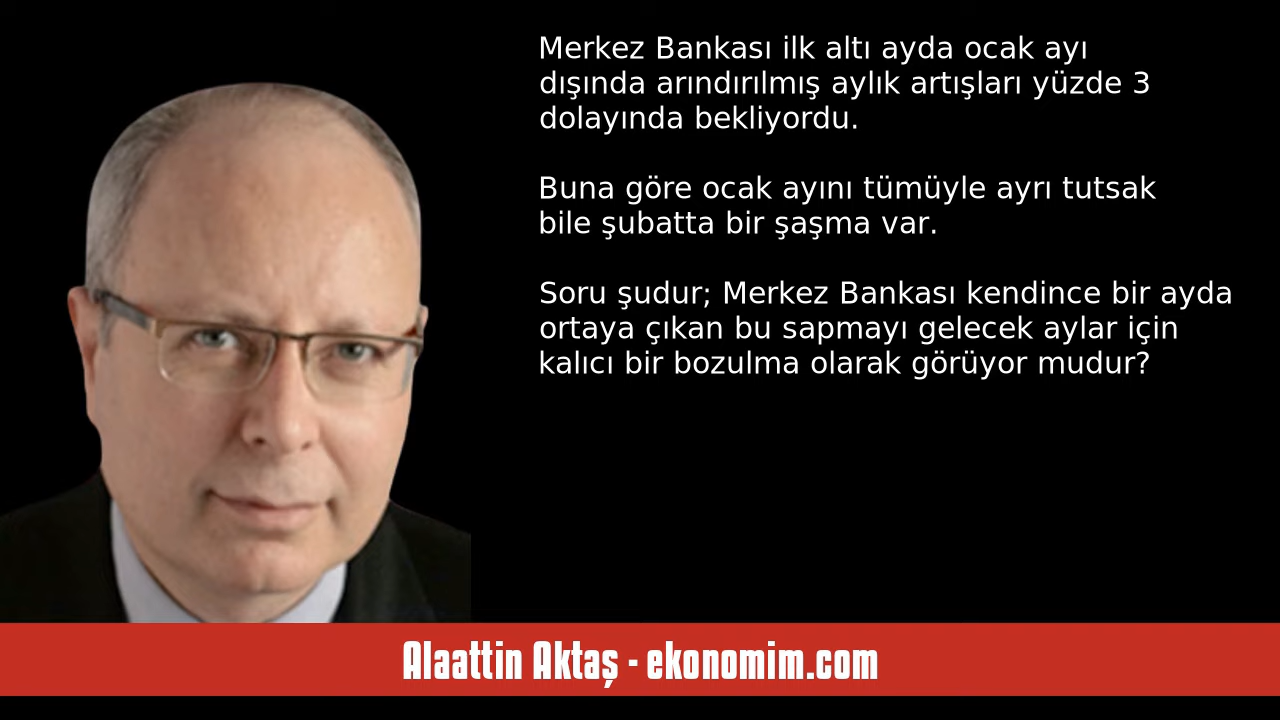 Merkez Bankası ilk altı ayda ocak ayı
dışında arındırılmış aylık artışları yüzde 3
dolayında bekliyordu.
Buna göre ocak ayını tümüyle ayrı tutsak
bile şubatta bir şaşma var.
Soru şudur; Merkez Bankası kendince bir ayda
ortaya çıkan bu sapmayı gelecek aylar için
kalıcı bir bozulma olarak görüyor mudur?
Alaattin Aktaş - ekonomim.com